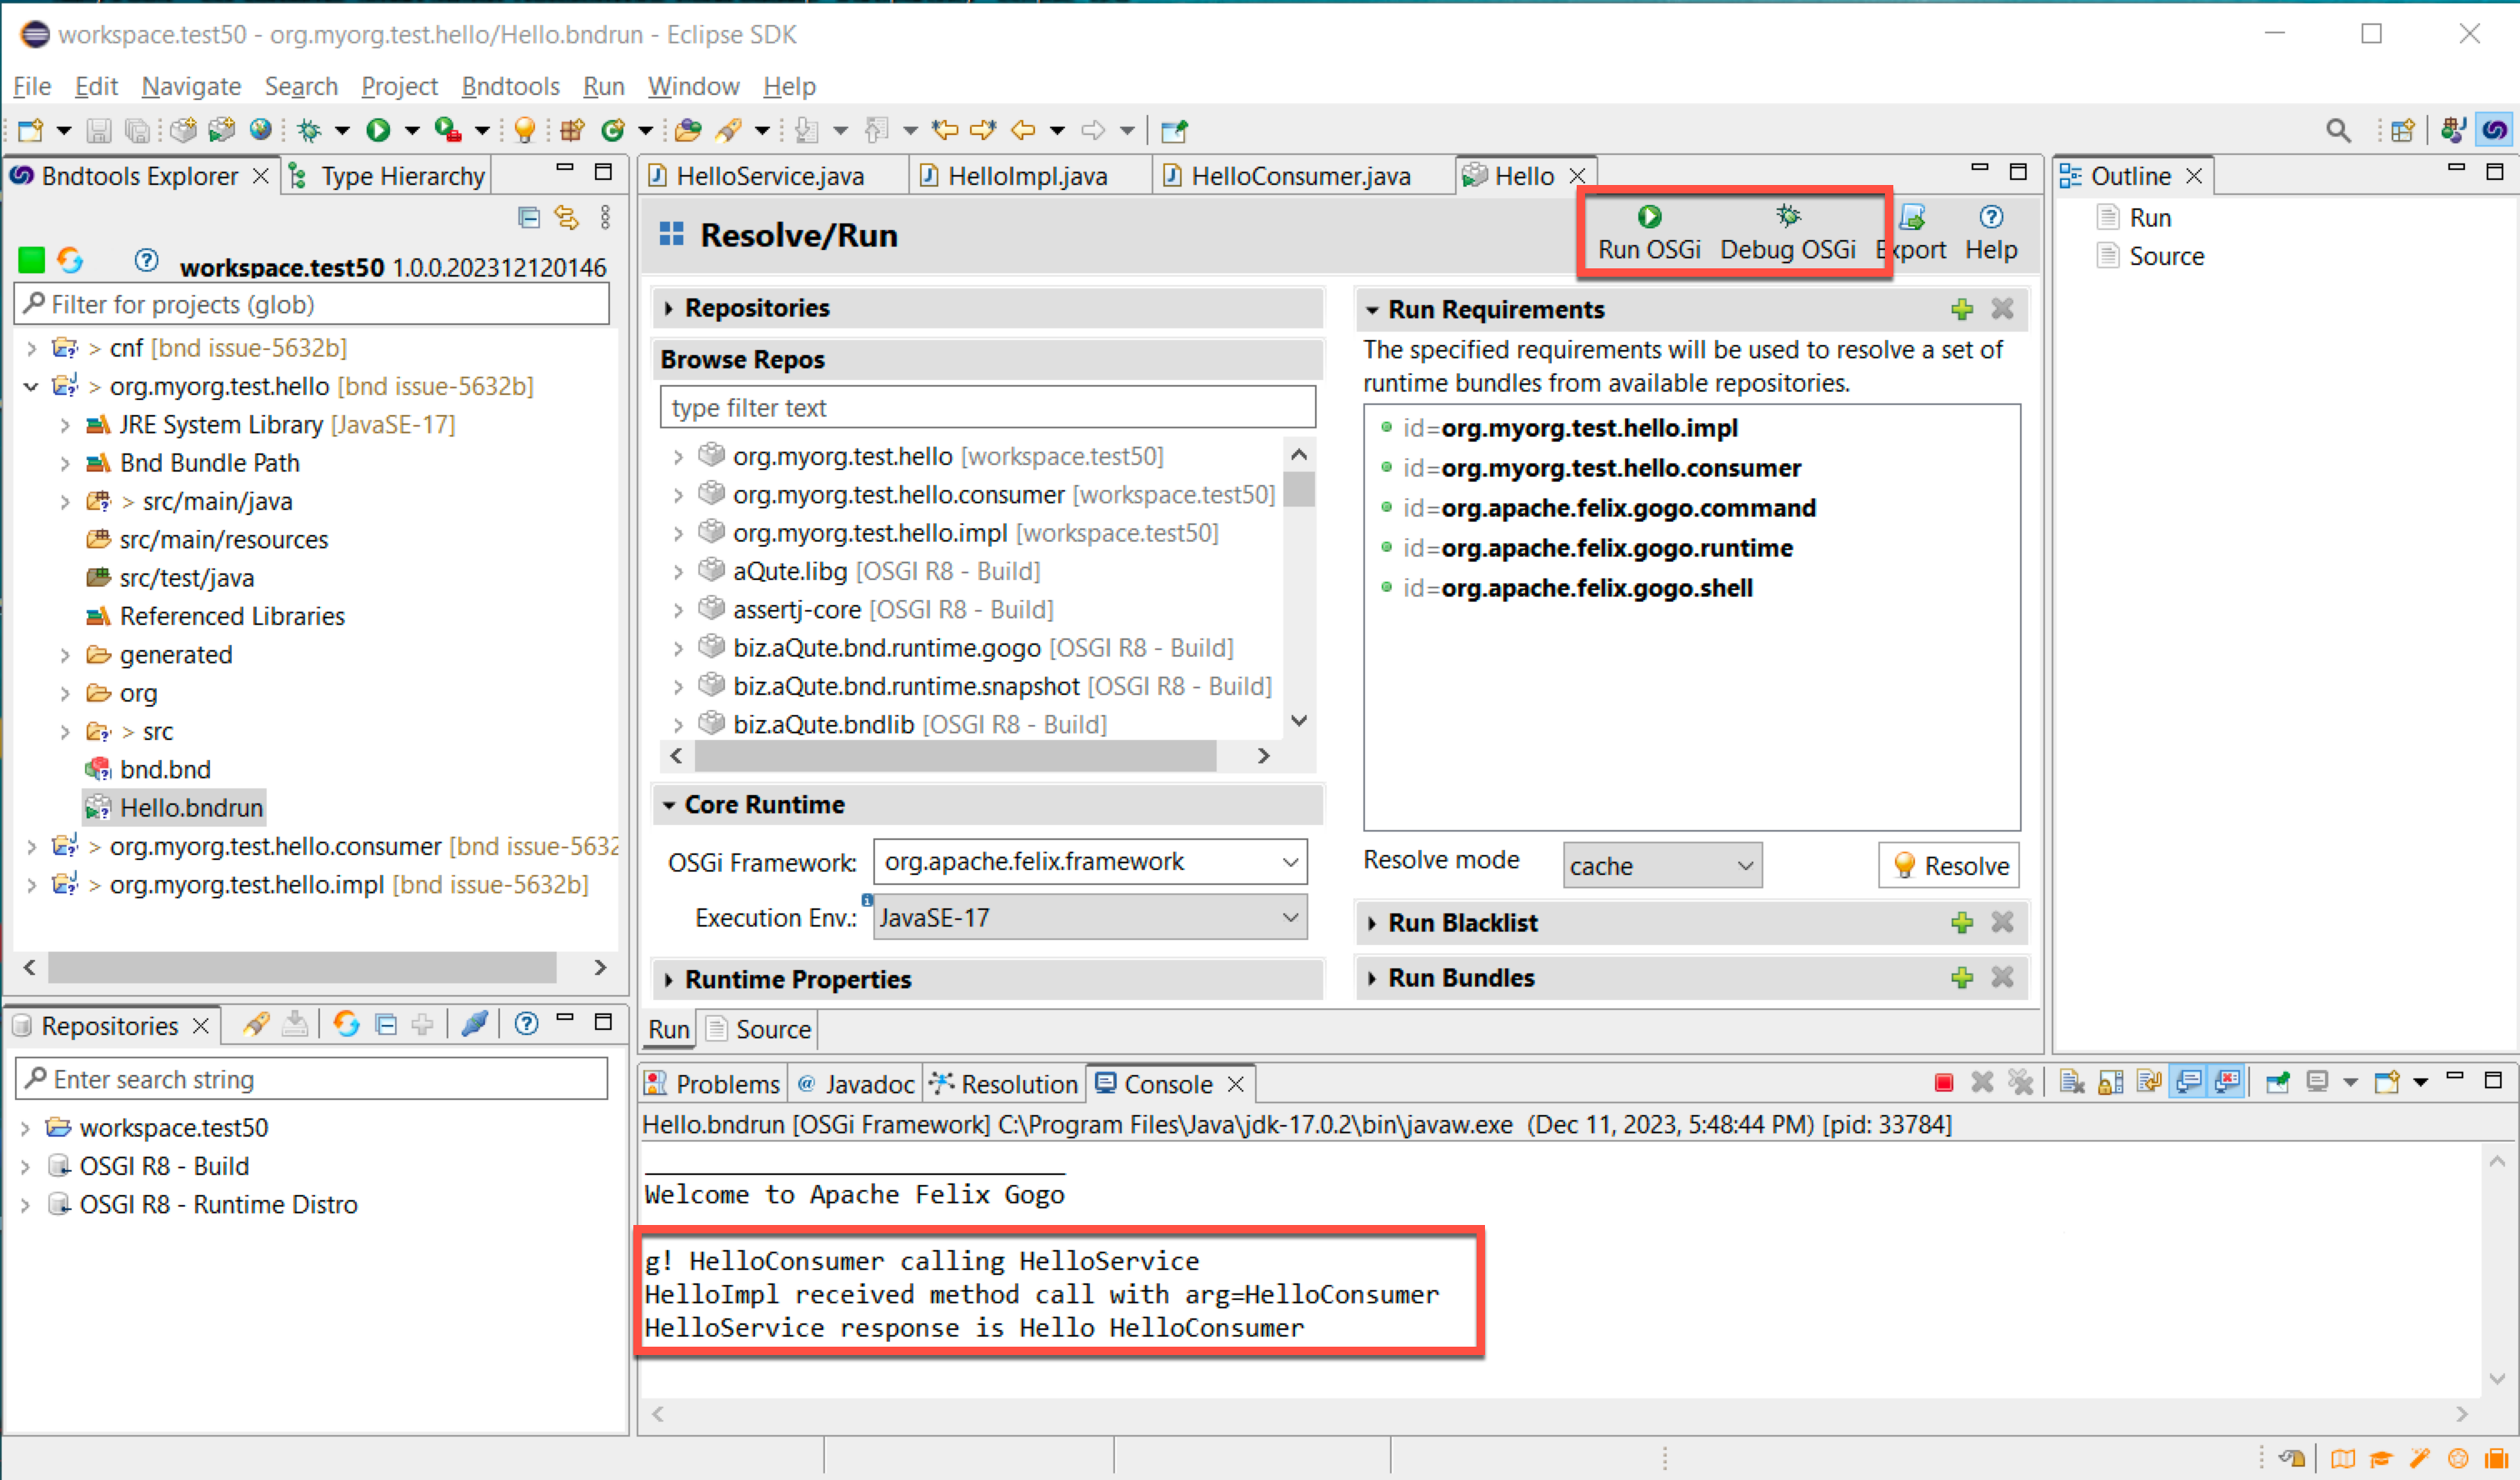 workspace.test50 - org.myorg.test.hello/Hello.bndrun - Eclipse SDK
File Edit Navigate Search Project Bndtools Run Window Help
Bndtools Explorer
Type Hierarchy
workspace.test50 1.0.0.202312120146
Filter for projects (glob)
> cnf [bnd issue-5632b]
> org.myorg.test.hello [bnd issue-5632b]
JRE System Library [JavaSE-17]
Bnd Bundle Path
> src/main/java
src/main/resources
src/test/java
Referenced Libraries
generated
org
> src
bnd.bnd
Hello.bndrun
> org.myorg.test.hello.consumer [bnd issue-5632
> org.myorg.test.hello.impl [bnd issue-5632b]
Repositories
Enter search string
workspace.test50
OSGI R8 - Build
OSGI R8 - Runtime Distro
HelloService.java
HelloImpl.java
HelloConsumer.java
Hello
Resolve/Run
Run OSGi
Debug OSGi
Export
Help
Repositories
Browse Repos
type filter text
org.myorg.test.hello [workspace.test50]
org.myorg.test.hello.consumer [workspace.test50]
org.myorg.test.hello.impl [workspace.test50]
aQute.libg [OSGI R8 - Build]
assertj-core [OSGI R8 - Build]
biz.aQute.bnd.runtime.gogo [OSGI R8 - Build]
biz.aQute.bnd.runtime.snapshot [OSGI R8 - Build]
biz.aQute.bndlib [OSGI R8 - Build]
Core Runtime
OSGi Framework: org.apache.felix.framework
Execution Env.: JavaSE-17
Runtime Properties
Run Requirements
The specified requirements will be used to resolve a set of
runtime bundles from available repositories.
id=org.myorg.test.hello.impl
id=org.myorg.test.hello.consumer
id=org.apache.felix.gogo.command
id=org.apache.felix.gogo.runtime
id=org.apache.felix.gogo.shell
Resolve mode cache Resolve
Run Blacklist
Run Bundles
Run Source
Outline
Run
Source
Problems @ Javadoc Resolution Console
Hello.bndrun [OSGi Framework] C:\Program Files\Java\jdk-17.0.2\bin\javaw.exe (Dec 11, 2023, 5:48:44 PM) [pid: 33784]
____________________________
Welcome to Apache Felix Gogo
g! HelloConsumer calling HelloService
HelloImpl received method call with arg=HelloConsumer
HelloService response is Hello HelloConsumer